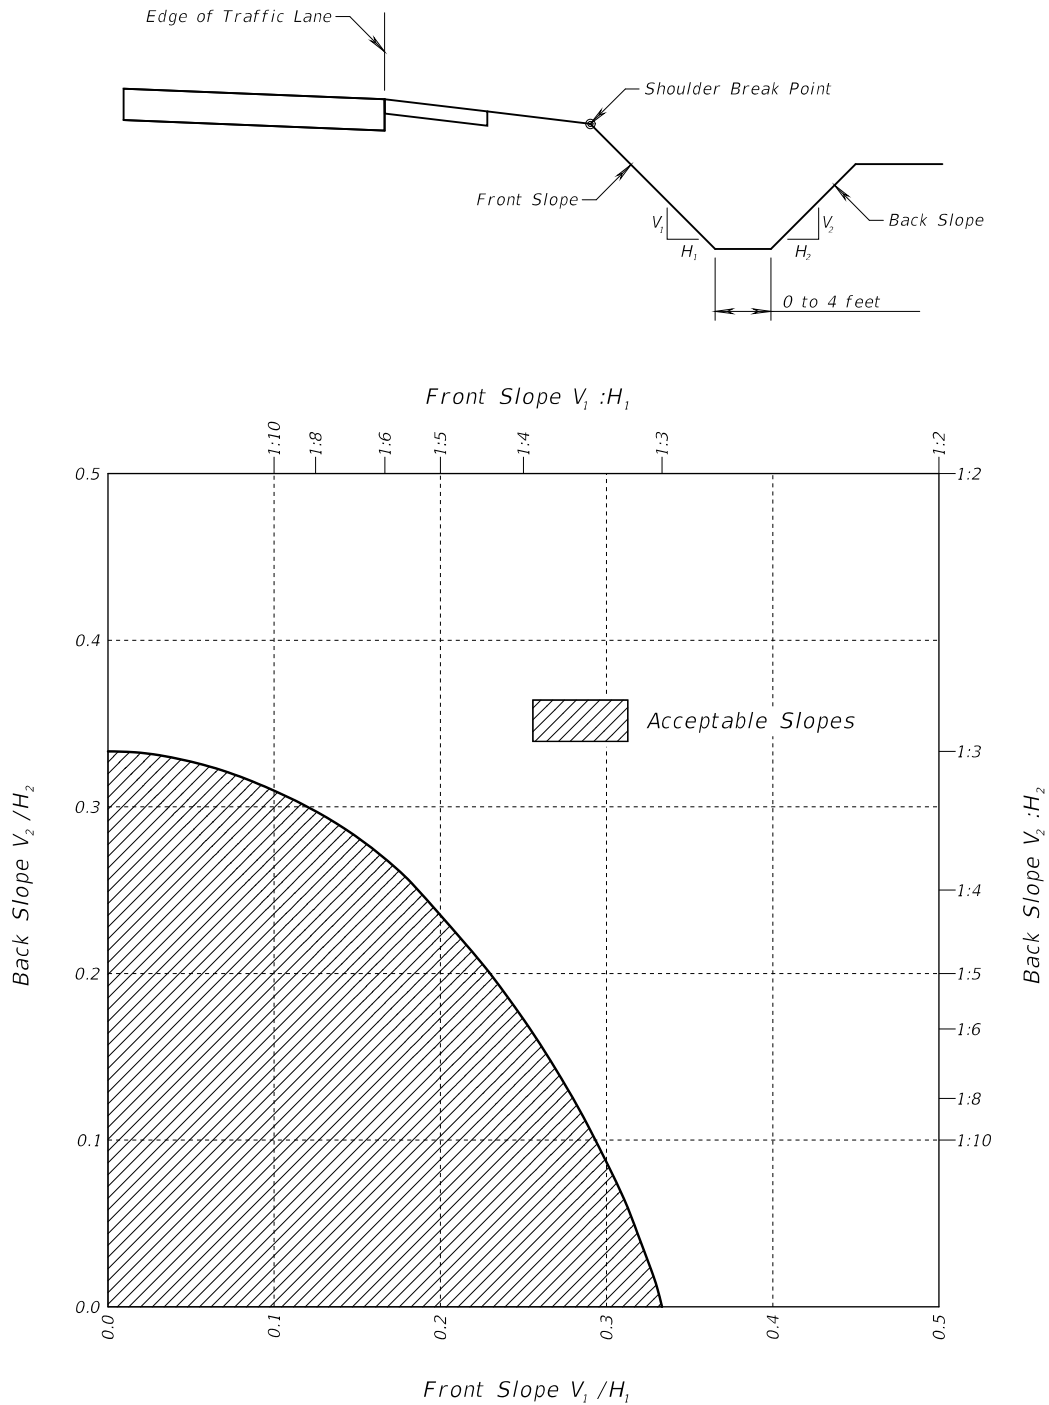 Edge of Traffic Lane
Shoulder Break Point
Front Slope
V1
H1
V2
H2
Back Slope
0 to 4 feet
Front Slope V1 :H1
1:10
1:8
1:6
1:5
1:4
1:3
1:2
0.5
0.4
0.3
0.2
0.1
0.0
Back Slope V2 /H2
Acceptable Slopes
1:2
1:3
1:4
1:5
1:6
1:8
1:10
Back Slope V2 :H2
0.0
0.1
0.2
0.3
0.4
0.5
Front Slope V1 /H1